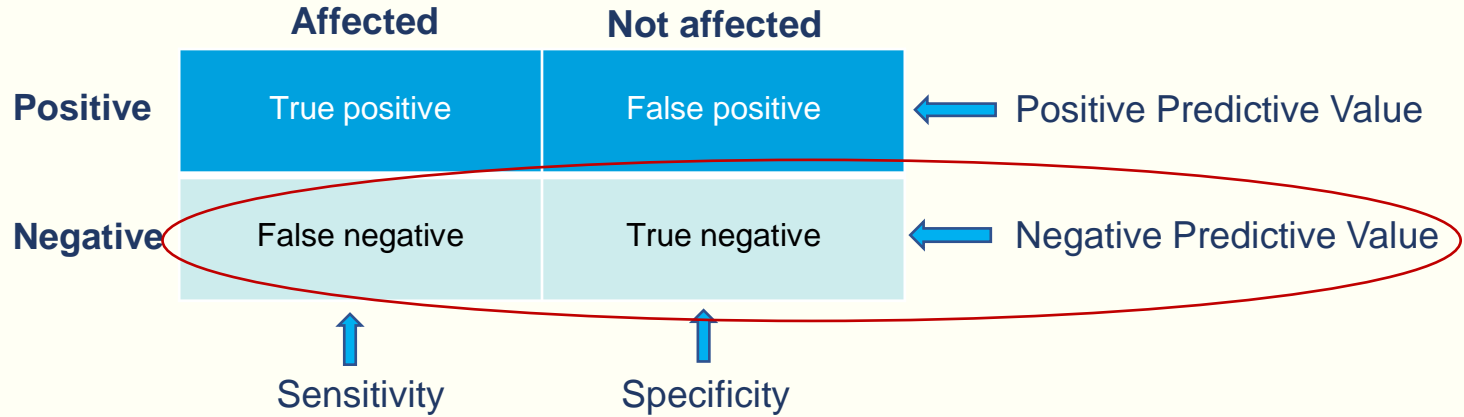 Affected Not affected
Positive True positive False positive Positive Predictive Value
Negative False negative True negative Negative Predictive Value
Sensitivity Specificity